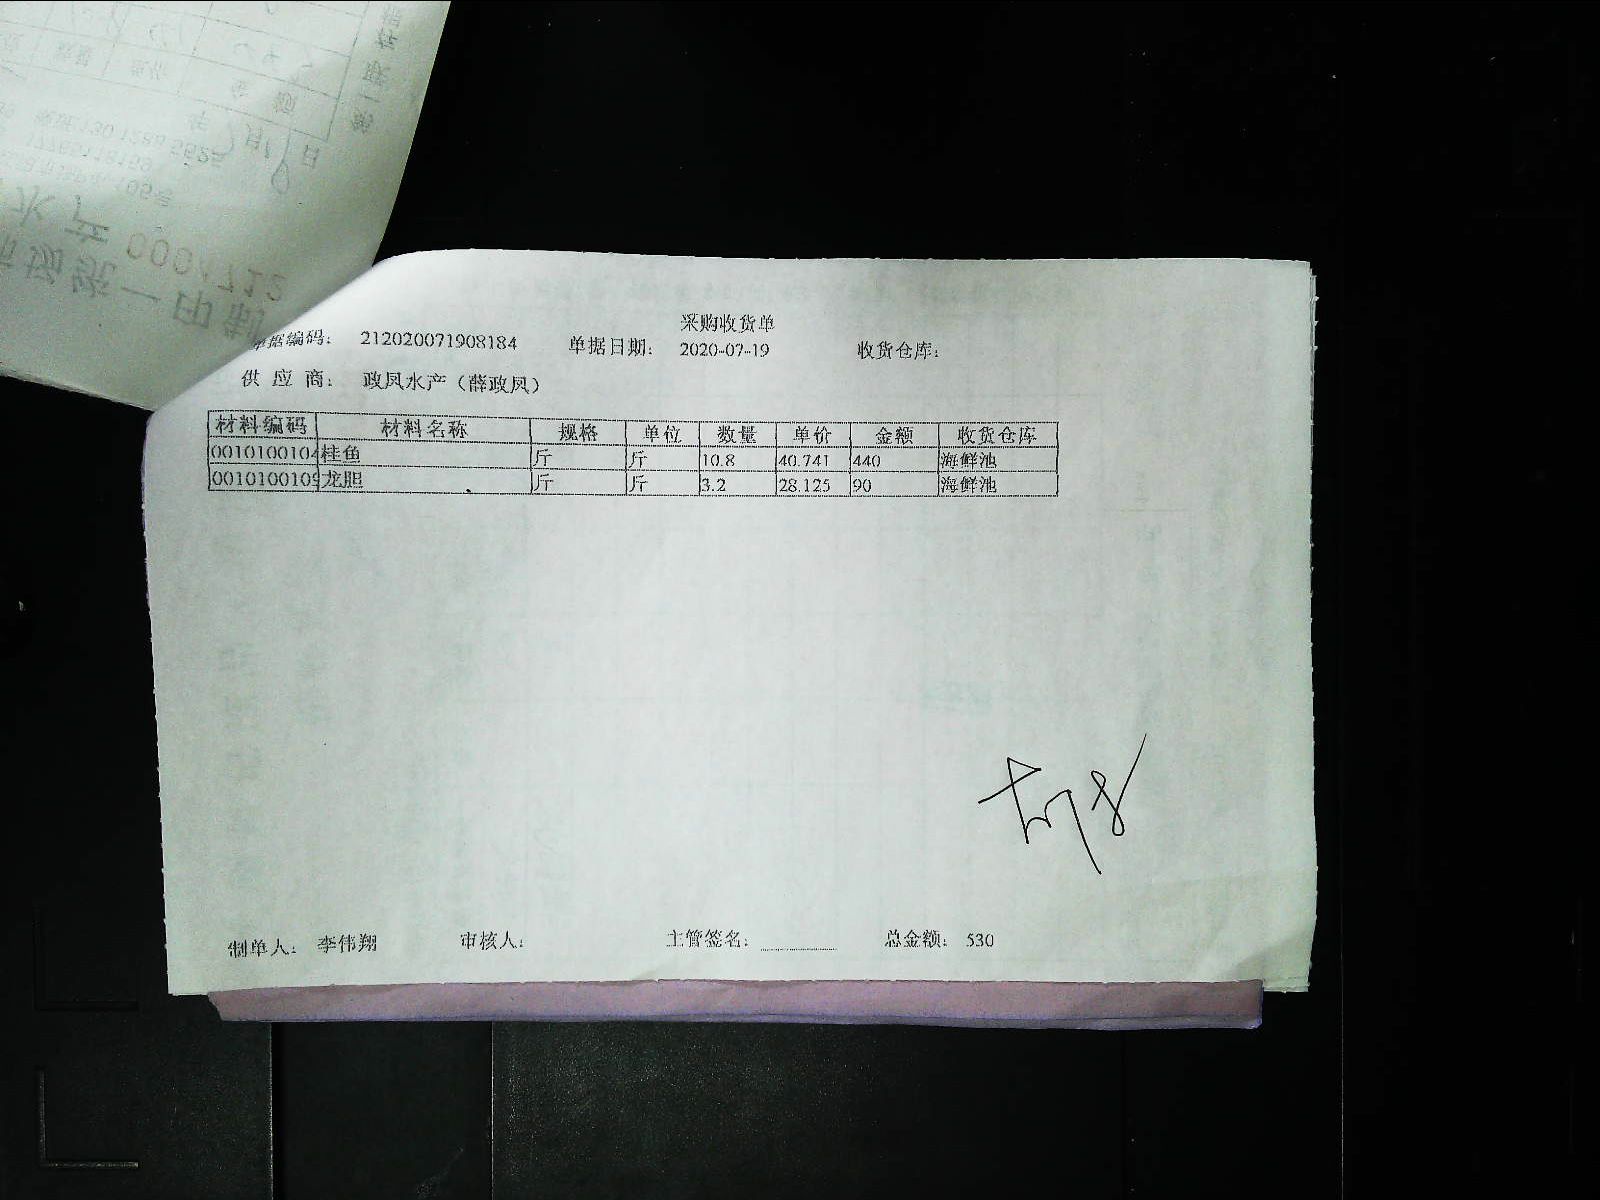 采购收货单
单据编码： 212020071908184 单据日期： 2020-07-19 收货仓库：
供应商： 政凤水产（薛政凤）
材料编码 材料名称 规格 单位 数量 单价 金额 收货仓库
0010100104 桂鱼 斤 斤 10.8 40.741 440 海鲜池
0010100109 龙胆 斤 斤 3.2 28.125 90 海鲜池
制单人： 李伟翔 审核人： 主管签名： 总金额： 530